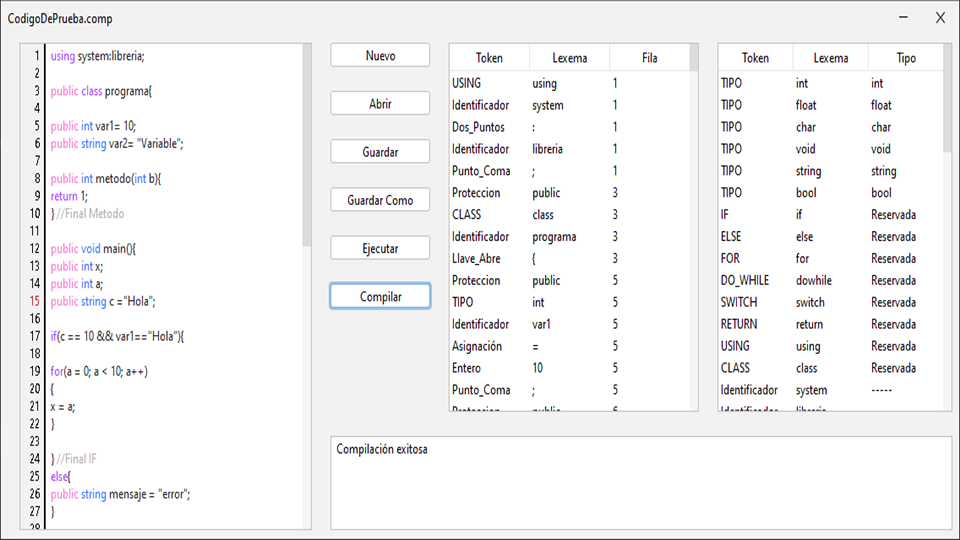 CodigoDePrueba.comp
1 using system:libreria;
2
3 public class programa{
4
5 public int var1= 10;
6 public string var2= "Variable";
7
8 public int metodo(int b){
9 return 1;
10 } //Final Metodo
11
12 public void main(){
13 public int x;
14 public int a;
15 public string c ="Hola";
16
17 if(c == 10 && var1=="Hola"){
18
19 for(a = 0; a < 10; a++)
20 {
21 x = a;
22 }
23
24 } //Final IF
25 else{
26 public string mensaje = "error";
27 }
28
Nuevo
Abrir
Guardar
Guardar Como
Ejecutar
Compilar
Token Lexema Fila
USING using 1
Identificador system 1
Dos_Puntos : 1
Identificador libreria 1
Punto_Coma ; 1
Proteccion public 3
CLASS class 3
Identificador programa 3
Llave_Abre { 3
Proteccion public 5
TIPO int 5
Identificador var1 5
Asignación = 5
Entero 10 5
Punto_Coma ; 5
Proteccion public 6
Token Lexema Tipo
TIPO int int
TIPO float float
TIPO char char
TIPO void void
TIPO string string
TIPO bool bool
IF if Reservada
ELSE else Reservada
FOR for Reservada
DO_WHILE dowhile Reservada
SWITCH switch Reservada
RETURN return Reservada
USING using Reservada
CLASS class Reservada
Identificador system -----
Identificador libreria
Compilación exitosa